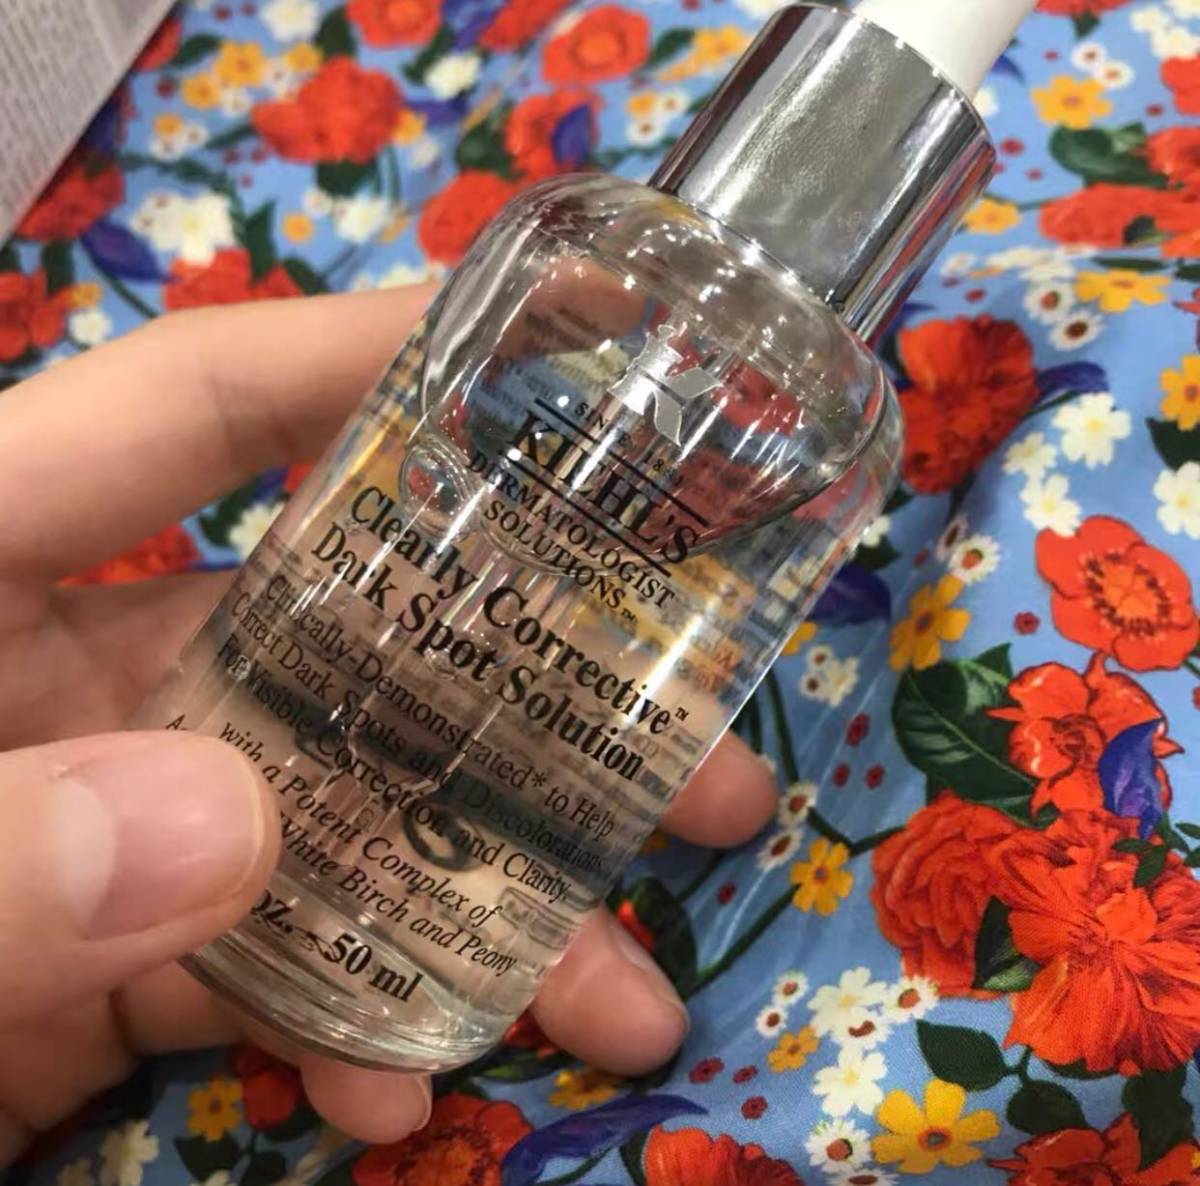 K
SINCE 1851
KIEHL'S
DERMATOLOGIST
SOLUTIONS™
Clearly Corrective™
Dark Spot Solution
Clinically-Demonstrated* to Help
Correct Dark Spots and Discolorations
For Visible Correction and Clarity.
with a Potent Complex of
White Birch and Peony
oz. - 50 ml